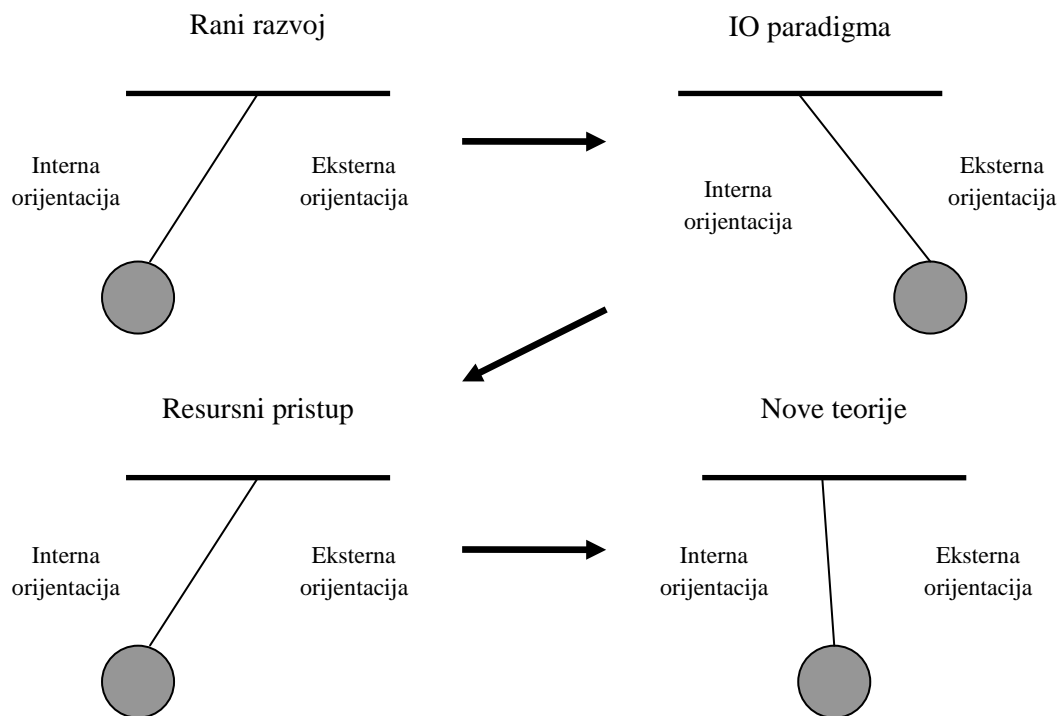 Rani razvoj
IO paradigma
Interna
orijentacija
Eksterna
orijentacija
Interna
orijentacija
Eksterna
orijentacija
Resursni pristup
Nove teorije
Interna
orijentacija
Eksterna
orijentacija
Interna
orijentacija
Eksterna
orijentacija